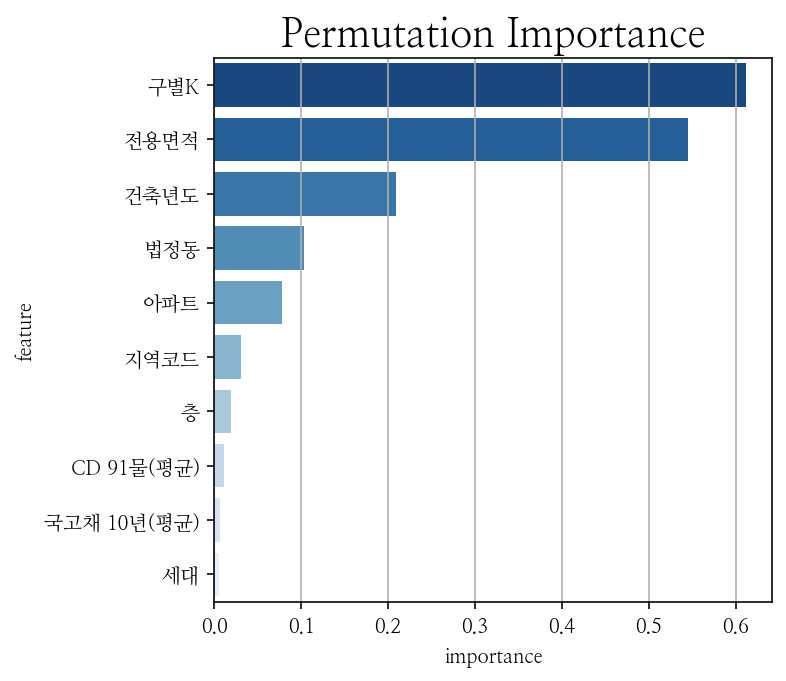 Permutation Importance
구별K
전용면적
건축년도
법정동
아파트
지역코드
층
CD 91물(평균)
국고채 10년(평균)
세대
feature
0.0 0.1 0.2 0.3 0.4 0.5 0.6
importance